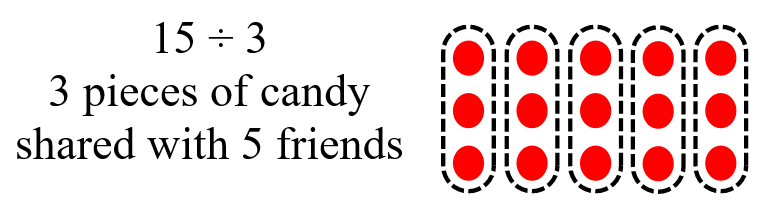 15 ÷ 3
3 pieces of candy
shared with 5 friends